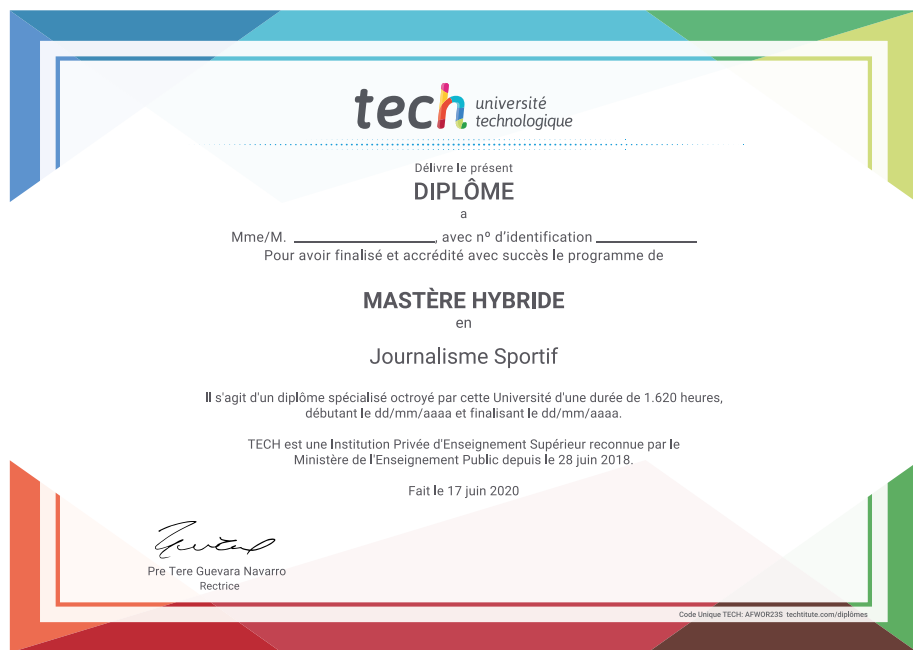 tech université
technologique
Délivre le présent
DIPLÔME
a
Mme/M. ____________, avec nº d'identification ____________
Pour avoir finalisé et accrédité avec succès le programme de
MASTÈRE HYBRIDE
en
Journalisme Sportif
Il s'agit d'un diplôme spécialisé octroyé par cette Université d'une durée de 1.620 heures,
débutant le dd/mm/aaaa et finalisant le dd/mm/aaaa.
TECH est une Institution Privée d'Enseignement Supérieur reconnue par le
Ministère de l'Enseignement Public depuis le 28 juin 2018.
Fait le 17 juin 2020
Pre Tere Guevara Navarro
Rectrice
Code Unique TECH: AFWOR23S techtitute.com/diplômes